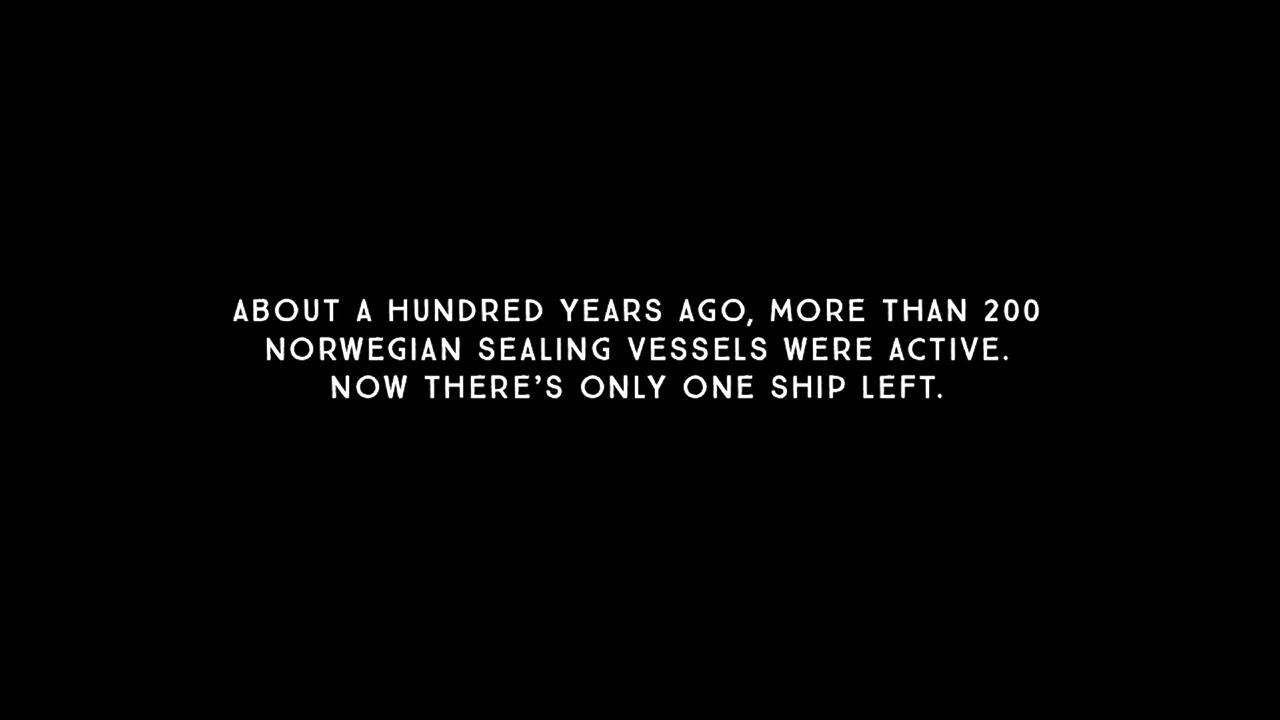 ABOUT A HUNDRED YEARS AGO, MORE THAN 200
NORWEGIAN SEALING VESSELS WERE ACTIVE.
NOW THERE’S ONLY ONE SHIP LEFT.